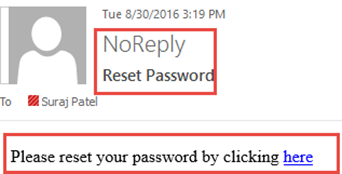 Tue 8/30/2016 3:19 PM
NoReply
Reset Password
To Suraj Patel
Please reset your password by clicking here